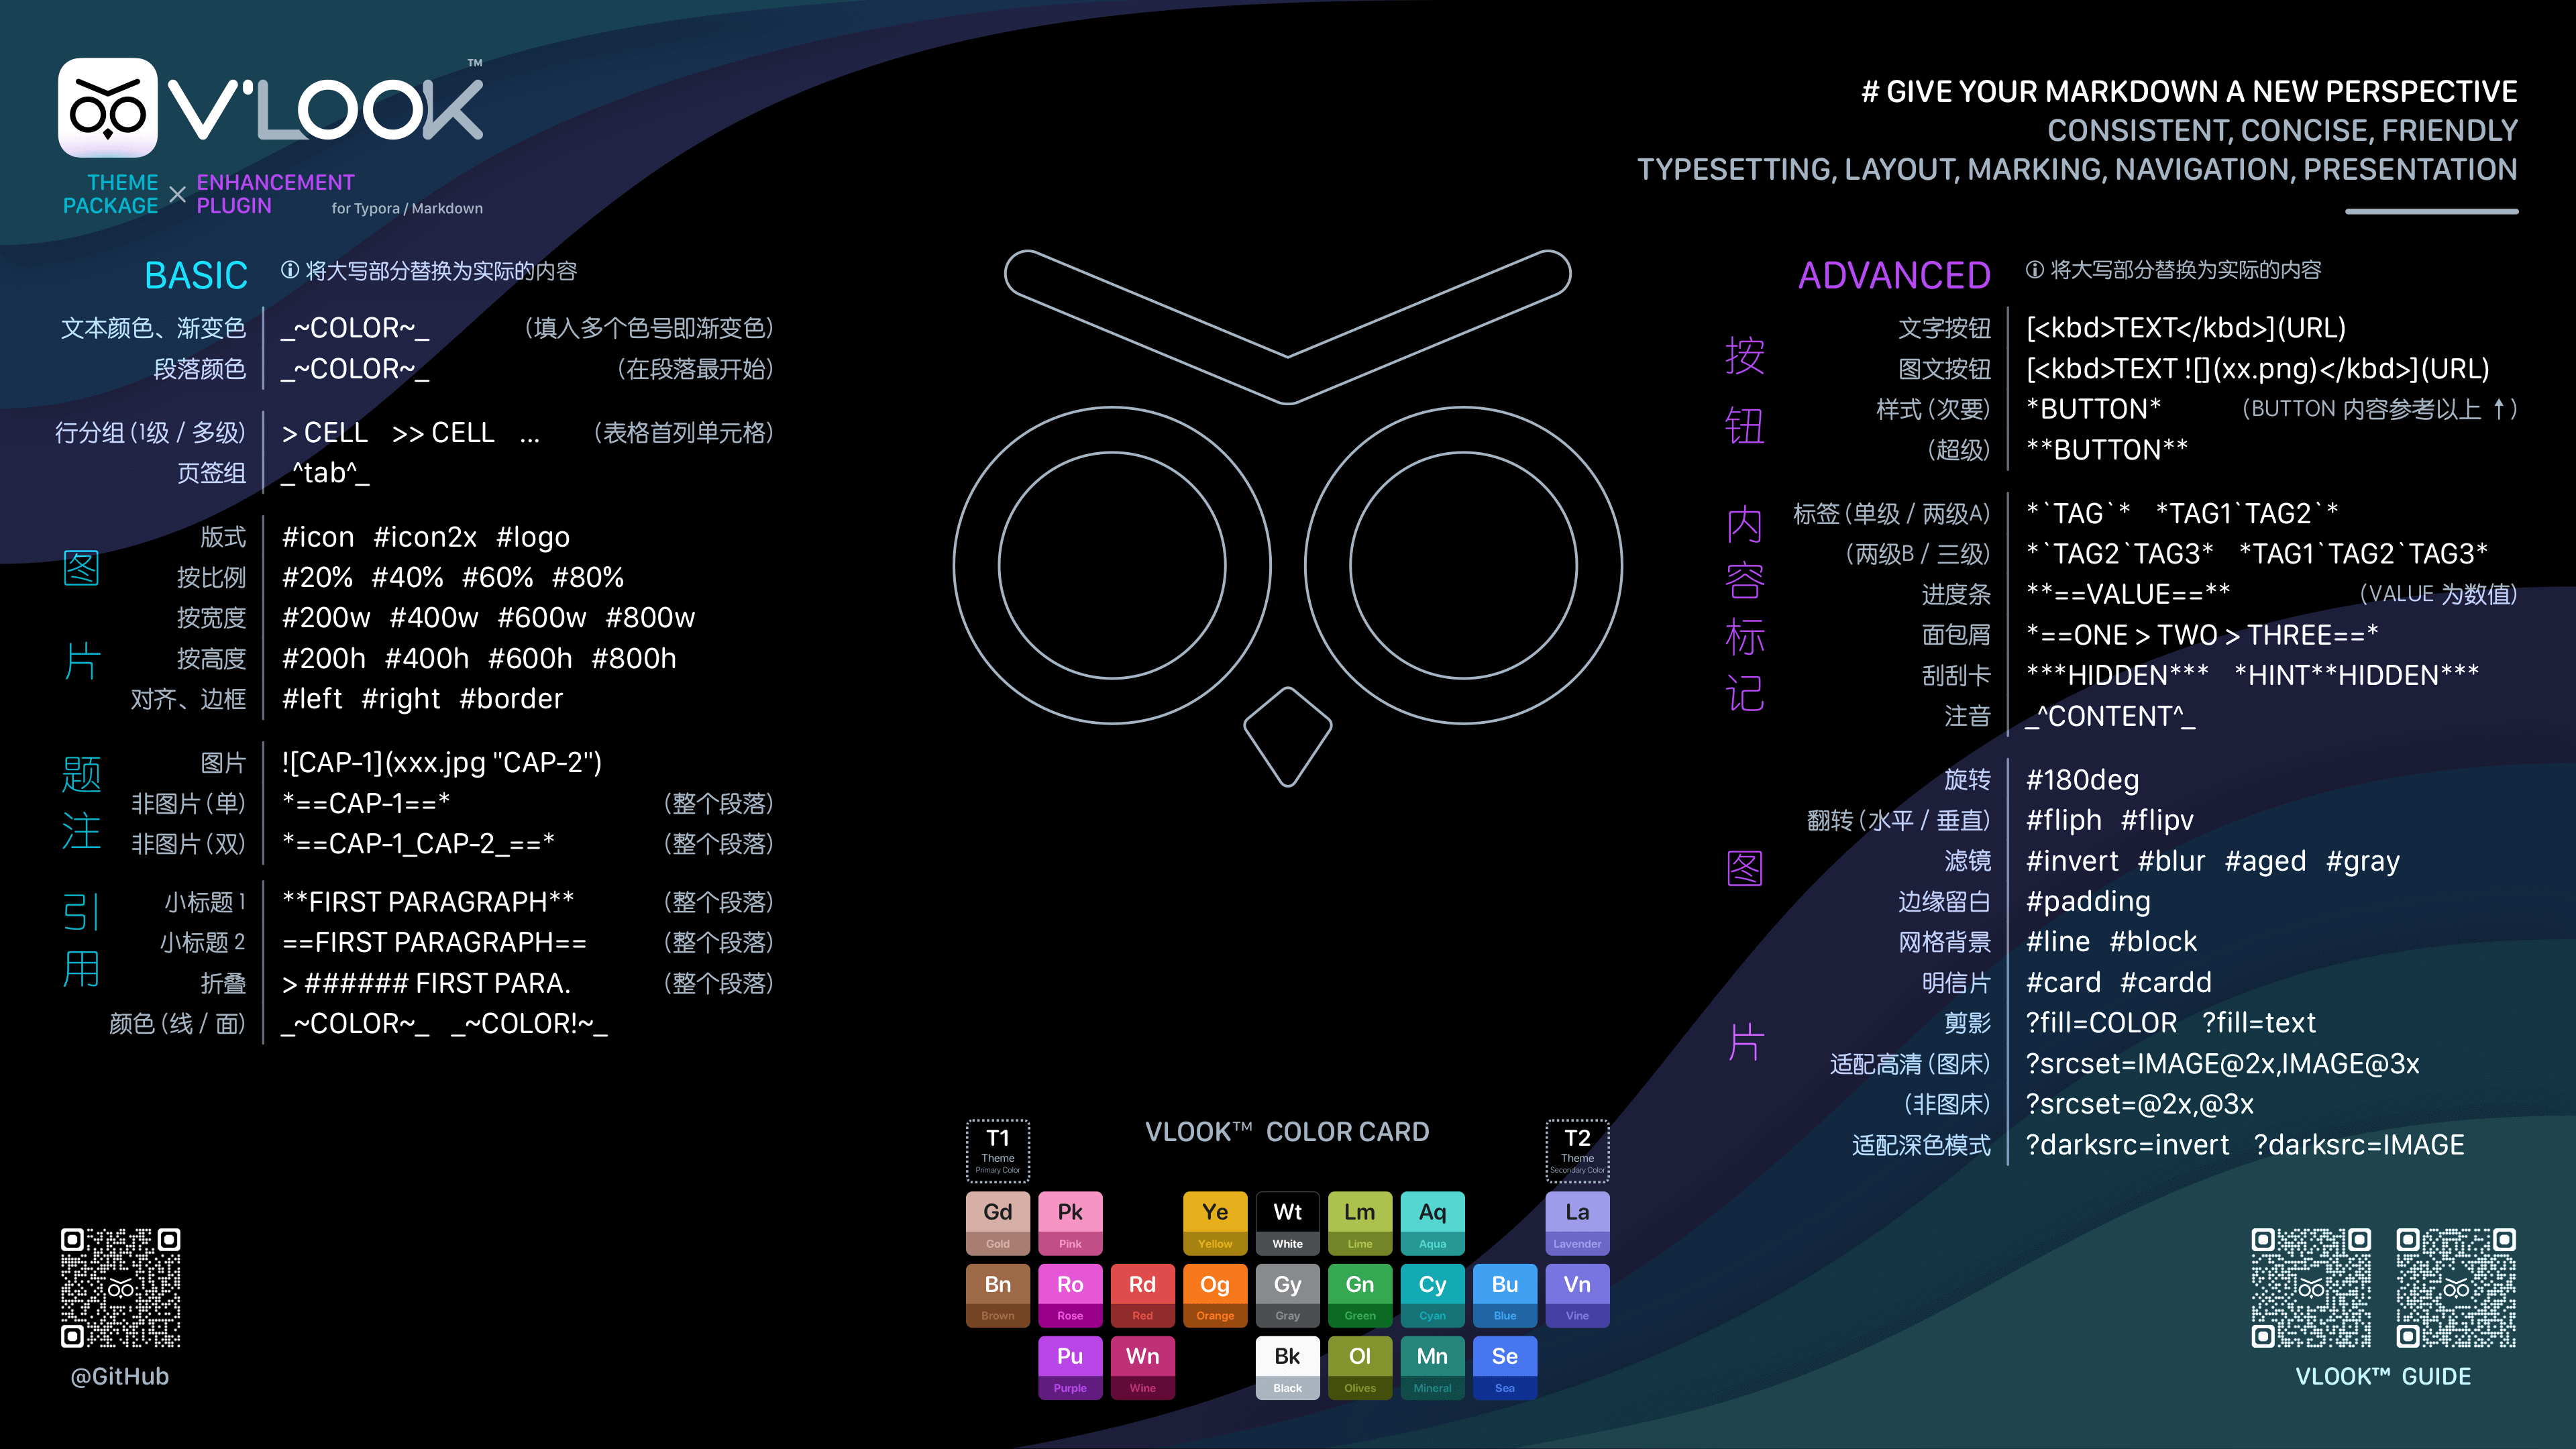 V'LOOK™
THEME PACKAGE × ENHANCEMENT PLUGIN
for Typora / Markdown
# GIVE YOUR MARKDOWN A NEW PERSPECTIVE
CONSISTENT, CONCISE, FRIENDLY
TYPESETTING, LAYOUT, MARKING, NAVIGATION, PRESENTATION
BASIC ⓘ 将大写部分替换为实际的内容
文本颜色、渐变色 _~COLOR~_ (填入多个色号即渐变色)
段落颜色 _~COLOR~_ (在段落最开始)
行分组 (1级 / 多级) > CELL >> CELL ... (表格首列单元格)
页签组 _^tab^_
图片
版式 #icon #icon2x #logo
按比例 #20% #40% #60% #80%
按宽度 #200w #400w #600w #800w
按高度 #200h #400h #600h #800h
对齐、边框 #left #right #border
题注
图片 ![CAP-1](xxx.jpg "CAP-2")
非图片 (单) *==CAP-1==* (整个段落)
非图片 (双) *==CAP-1_CAP-2_==* (整个段落)
引用
小标题 1 **FIRST PARAGRAPH** (整个段落)
小标题 2 ==FIRST PARAGRAPH== (整个段落)
折叠 > ###### FIRST PARA. (整个段落)
颜色 (线 / 面) _~COLOR~_ _~COLOR!~_
ADVANCED ⓘ 将大写部分替换为实际的内容
按钮
文字按钮 [<kbd>TEXT</kbd>](URL)
图文按钮 [<kbd>TEXT ![](xx.png)</kbd>](URL)
样式 (次要) *BUTTON* (BUTTON 内容参考以上 ↑)
(超级) **BUTTON**
内容标记
标签 (单级 / 两级A) *`TAG`* *TAG1`TAG2`*
(两级B / 三级) *`TAG2`TAG3* *TAG1`TAG2`TAG3*
进度条 **==VALUE==** (VALUE 为数值)
面包屑 *==ONE > TWO > THREE==*
刮刮卡 ***HIDDEN*** *HINT**HIDDEN***
注音 _^CONTENT^_
图片
旋转 #180deg
翻转 (水平 / 垂直) #fliph #flipv
滤镜 #invert #blur #aged #gray
边缘留白 #padding
网格背景 #line #block
明信片 #card #cardd
剪影 ?fill=COLOR ?fill=text
适配高清 (图床) ?srcset=IMAGE@2x,IMAGE@3x
(非图床) ?srcset=@2x,@3x
适配深色模式 ?darksrc=invert ?darksrc=IMAGE
VLOOK™ COLOR CARD
T1 Theme Primary Color
T2 Theme Secondary Color
Gd Pk Ye Wt Lm Aq La
Gold Pink Yellow White Lime Aqua Lavender
Bn Ro Rd Og Gy Gn Cy Bu Vn
Brown Rose Red Orange Gray Green Cyan Blue Vine
Pu Wn Bk Ol Mn Se
Purple Wine Black Olives Mineral Sea
@GitHub
VLOOK™ GUIDE